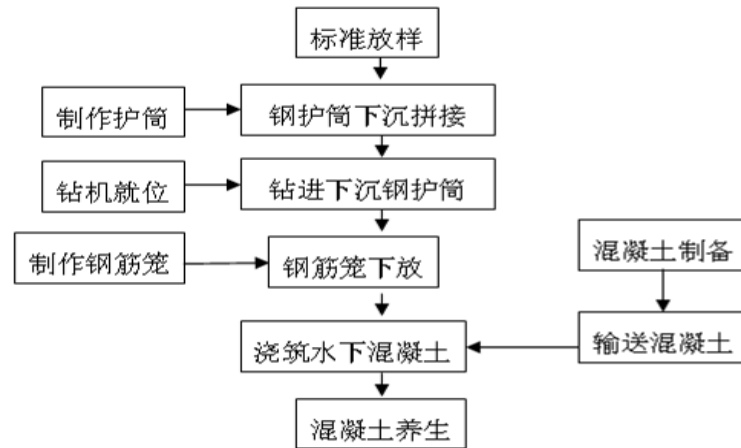 标准放样
制作护筒
钢护筒下沉拼接
钻机就位
钻进下沉钢护筒
制作钢筋笼
钢筋笼下放
混凝土制备
浇筑水下混凝土
输送混凝土
混凝土养生